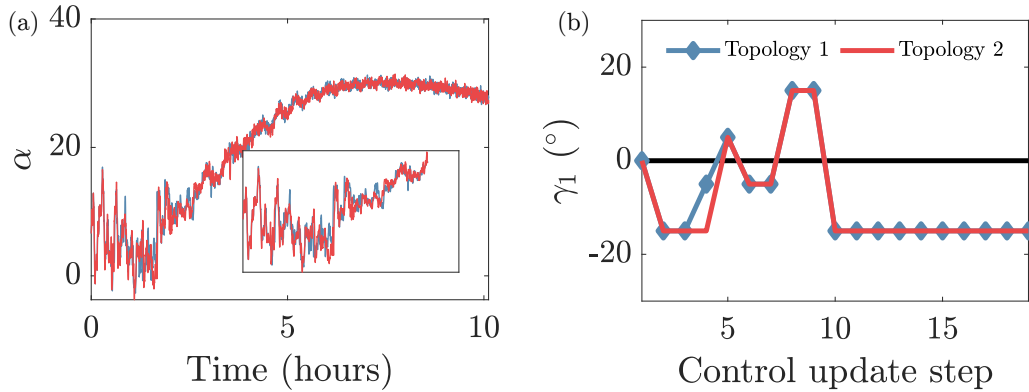 (a)
40
20
0
α
0
5
10
Time (hours)
(b)
Topology 1
Topology 2
20
0
-20
γ1 (°)
5
10
15
Control update step